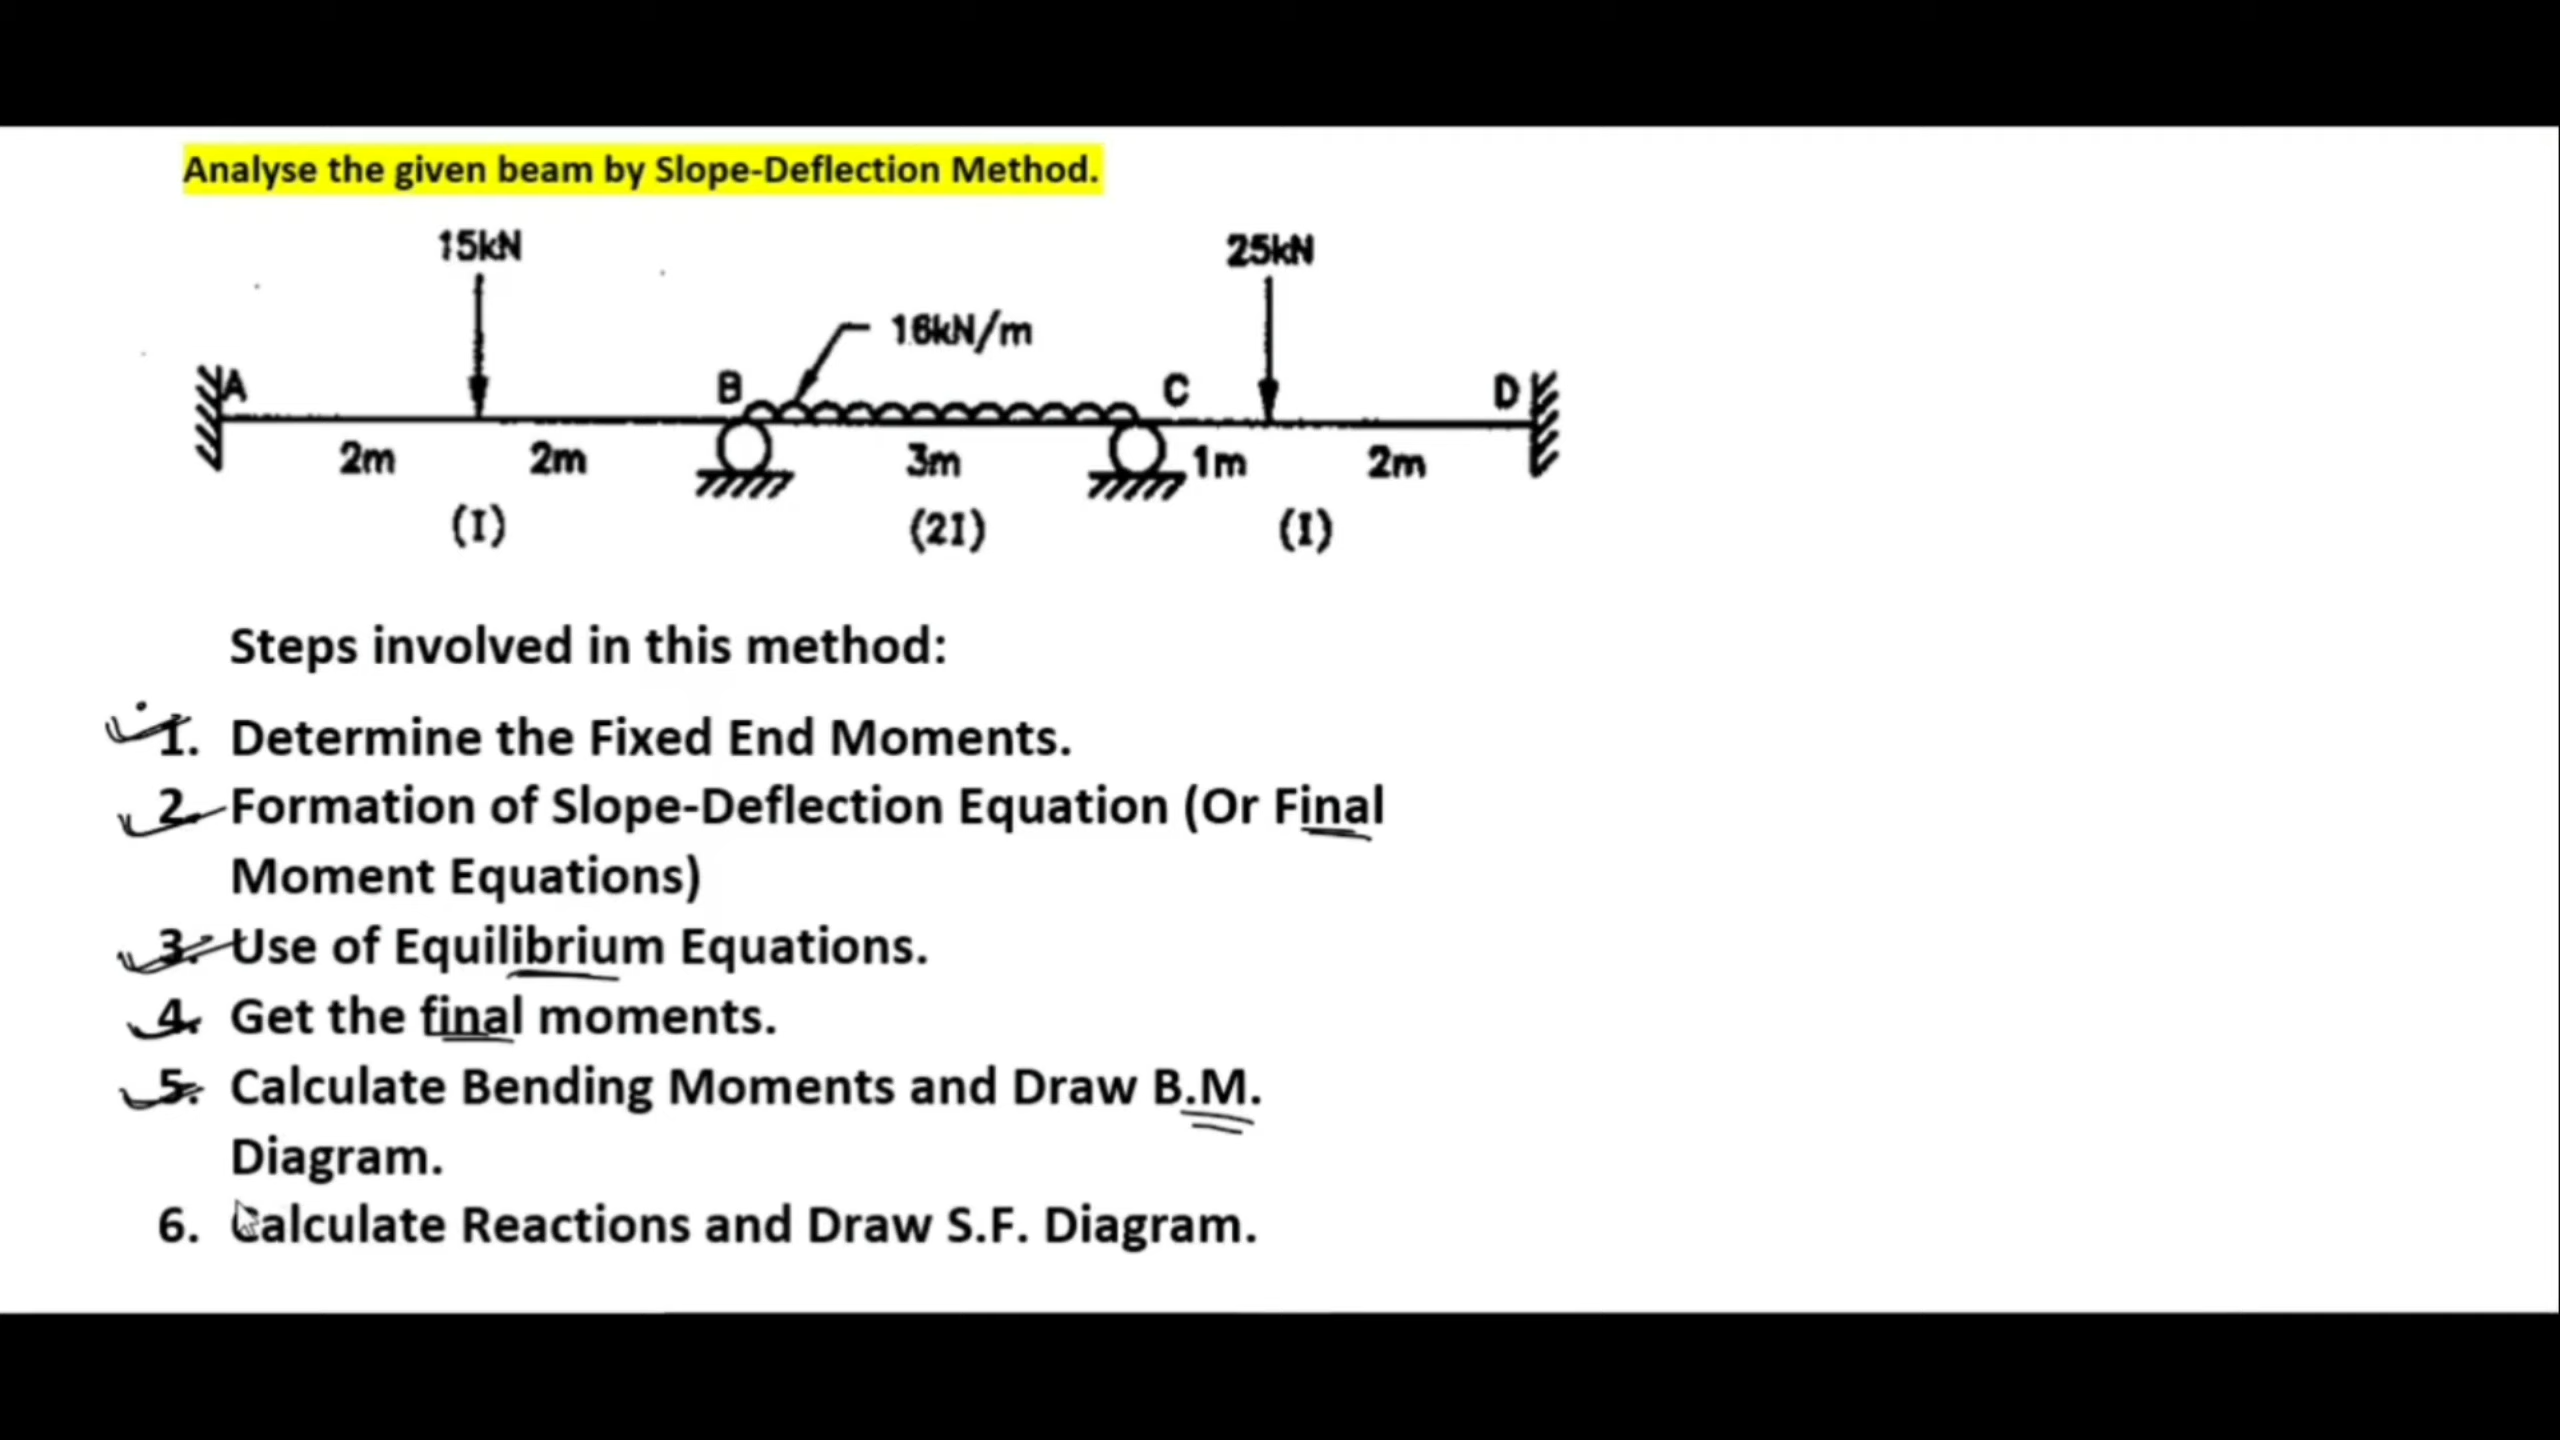 Analyse the given beam by Slope-Deflection Method.
15kN
25kN
16kN/m
A
B
C
D
2m
2m
3m
1m
2m
(I)
(2I)
(I)
Steps involved in this method:
1. Determine the Fixed End Moments.
2. Formation of Slope-Deflection Equation (Or Final
Moment Equations)
3. Use of Equilibrium Equations.
4. Get the final moments.
5. Calculate Bending Moments and Draw B.M.
Diagram.
6. Calculate Reactions and Draw S.F. Diagram.